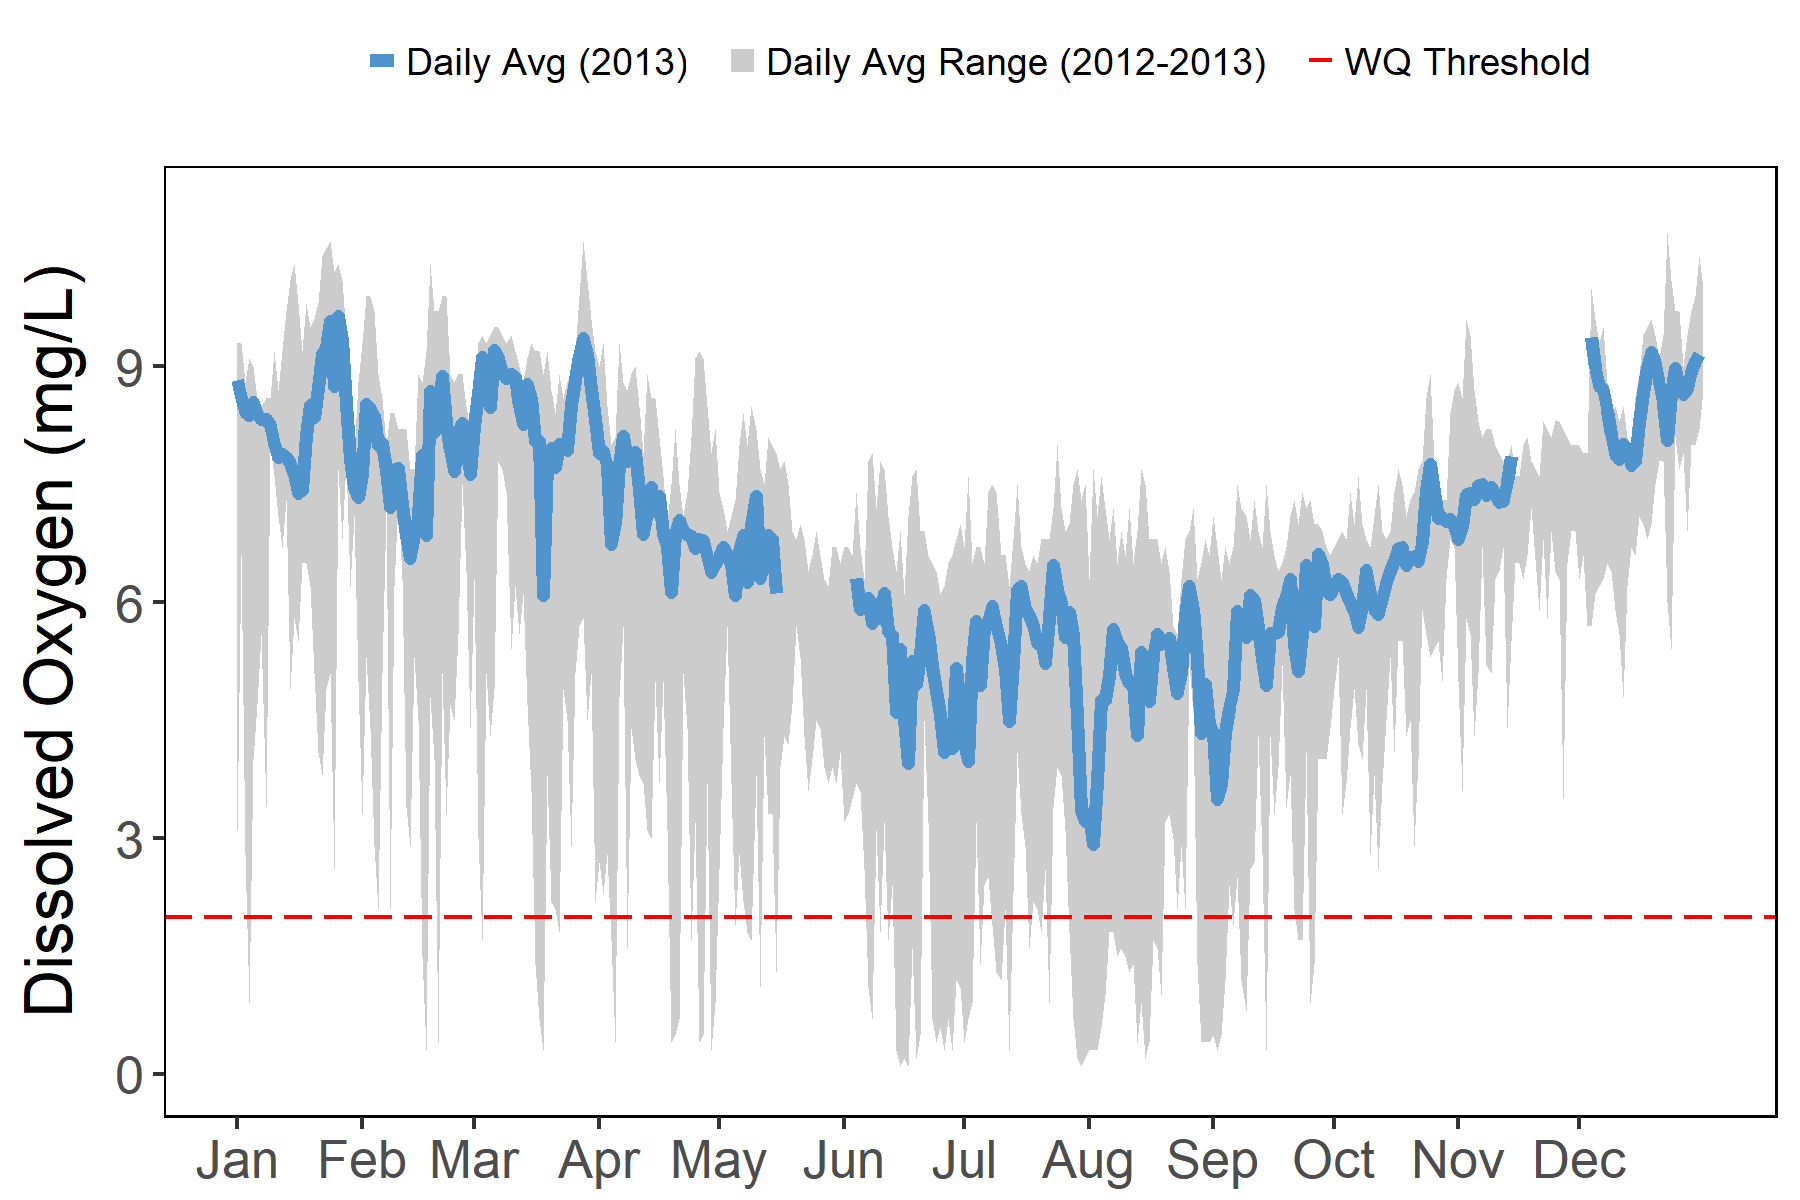 Daily Avg (2013) Daily Avg Range (2012-2013) WQ Threshold
Dissolved Oxygen (mg/L)
9
6
3
0
Jan Feb Mar Apr May Jun Jul Aug Sep Oct Nov Dec